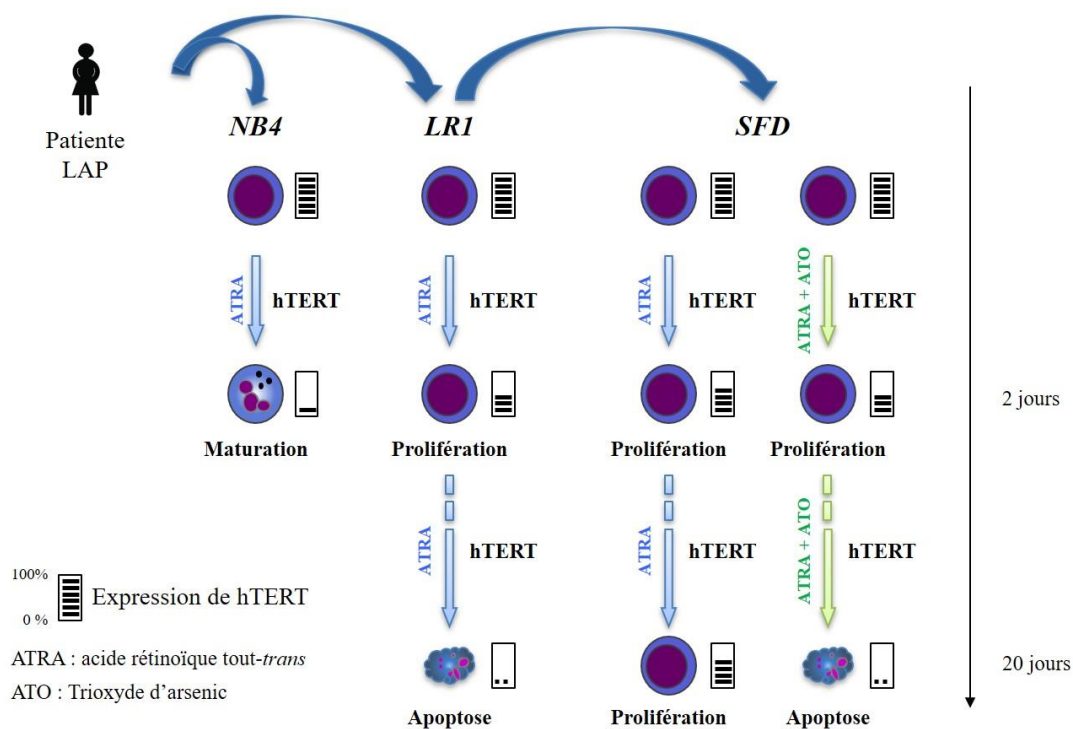 Patiente
LAP
NB4
LR1
SFD
ATRA
hTERT
ATRA
hTERT
ATRA
hTERT
ATRA + ATO
hTERT
Maturation
Prolifération
Prolifération
Prolifération
2 jours
ATRA
hTERT
ATRA
hTERT
ATRA + ATO
hTERT
100%
0 %
Expression de hTERT
ATRA : acide rétinoïque tout-trans
ATO : Trioxyde d'arsenic
Apoptose
Prolifération
Apoptose
20 jours